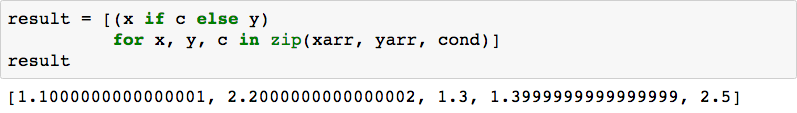 result = [(x if c else y)
          for x, y, c in zip(xarr, yarr, cond)]
result
[1.1000000000000001, 2.2000000000000002, 1.3, 1.3999999999999999, 2.5]